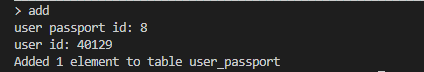 > add
user passport id: 8
user id: 40129
Added 1 element to table user_passport